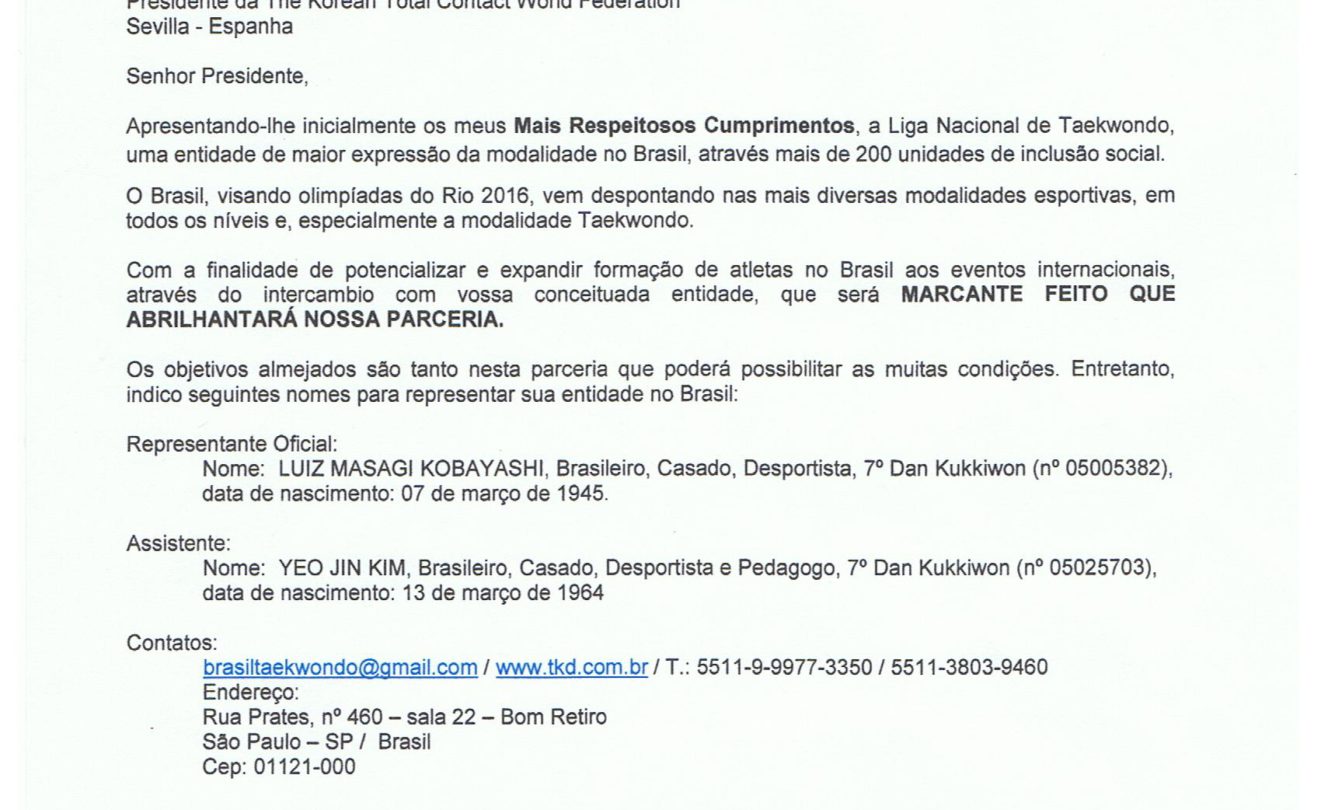 Presidente da The Korean Total Contact World Federation
Sevilla - Espanha
Senhor Presidente,
Apresentando-lhe inicialmente os meus Mais Respeitosos Cumprimentos, a Liga Nacional de Taekwondo,
uma entidade de maior expressão da modalidade no Brasil, através mais de 200 unidades de inclusão social.
O Brasil, visando olimpíadas do Rio 2016, vem despontando nas mais diversas modalidades esportivas, em
todos os níveis e, especialmente a modalidade Taekwondo.
Com a finalidade de potencializar e expandir formação de atletas no Brasil aos eventos internacionais,
através do intercambio com vossa conceituada entidade, que será MARCANTE FEITO QUE
ABRILHANTARÁ NOSSA PARCERIA.
Os objetivos almejados são tanto nesta parceria que poderá possibilitar as muitas condições. Entretanto,
indico seguintes nomes para representar sua entidade no Brasil:
Representante Oficial:
Nome: LUIZ MASAGI KOBAYASHI, Brasileiro, Casado, Desportista, 7º Dan Kukkiwon (nº 05005382),
data de nascimento: 07 de março de 1945.
Assistente:
Nome: YEO JIN KIM, Brasileiro, Casado, Desportista e Pedagogo, 7º Dan Kukkiwon (nº 05025703),
data de nascimento: 13 de março de 1964
Contatos:
brasiltaekwondo@gmail.com / www.tkd.com.br / T.: 5511-9-9977-3350 / 5511-3803-9460
Endereço:
Rua Prates, nº 460 – sala 22 – Bom Retiro
São Paulo – SP / Brasil
Cep: 01121-000